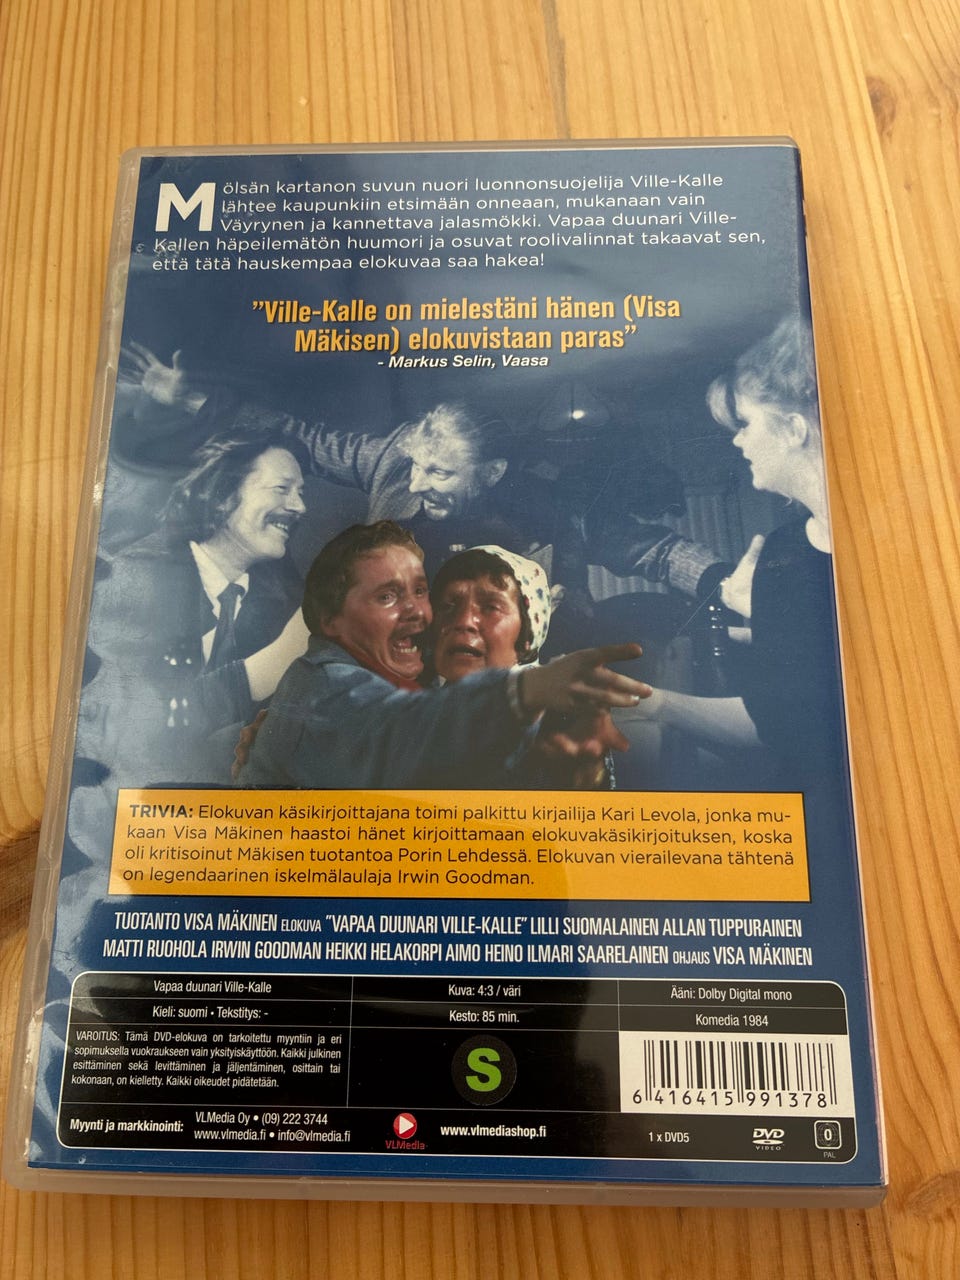 Mölsän kartanon suvun nuori luonnonsuojelija Ville-Kalle
lähtee kaupunkiin etsimään onneaan, mukanaan vain
Väyrynen ja kannettava jalasmökki. Vapaa duunari Ville-
Kallen häpeilemätön huumori ja osuvat roolivalinnat takaavat sen,
että tätä hauskempaa elokuvaa saa hakea!
"Ville-Kalle on mielestäni hänen (Visa
Mäkisen) elokuvistaan paras"
- Markus Selin, Vaasa
TRIVIA: Elokuvan käsikirjoittajana toimi palkittu kirjailija Kari Levola, jonka mu-
kaan Visa Mäkinen haastoi hänet kirjoittamaan elokuvakäsikirjoituksen, koska
oli kritisoinut Mäkisen tuotantoa Porin Lehdessä. Elokuvan vierailevana tähtenä
on legendaarinen iskelmälaulaja Irwin Goodman.
TUOTANTO VISA MÄKINEN ELOKUVA "VAPAA DUUNARI VILLE-KALLE" LILLI SUOMALAINEN ALLAN TUPPURAINEN
MATTI RUOHOLA IRWIN GOODMAN HEIKKI HELAKORPI AIMO HEINO ILMARI SAARELAINEN OHJAUS VISA MÄKINEN
Vapaa duunari Ville-Kalle
Kieli: suomi • Tekstitys: -
VAROITUS: Tämä DVD-elokuva on tarkoitettu myyntiin ja eri
sopimuksella vuokraukseen vain yksityiskäyttöön. Kaikki julkinen
esittäminen sekä levittäminen ja jäljentäminen, osittain tai
kokonaan, on kielletty. Kaikki oikeudet pidätetään.
Kuva: 4:3 / väri
Kesto: 85 min.
S
Ääni: Dolby Digital mono
Komedia 1984
6 416415 991378
Myynti ja markkinointi:
VLMedia Oy • (09) 222 3744
www.vlmedia.fi • info@vlmedia.fi
VLMedia
www.vlmediashop.fi
1 x DVD5
DVD
VIDEO
0
PAL